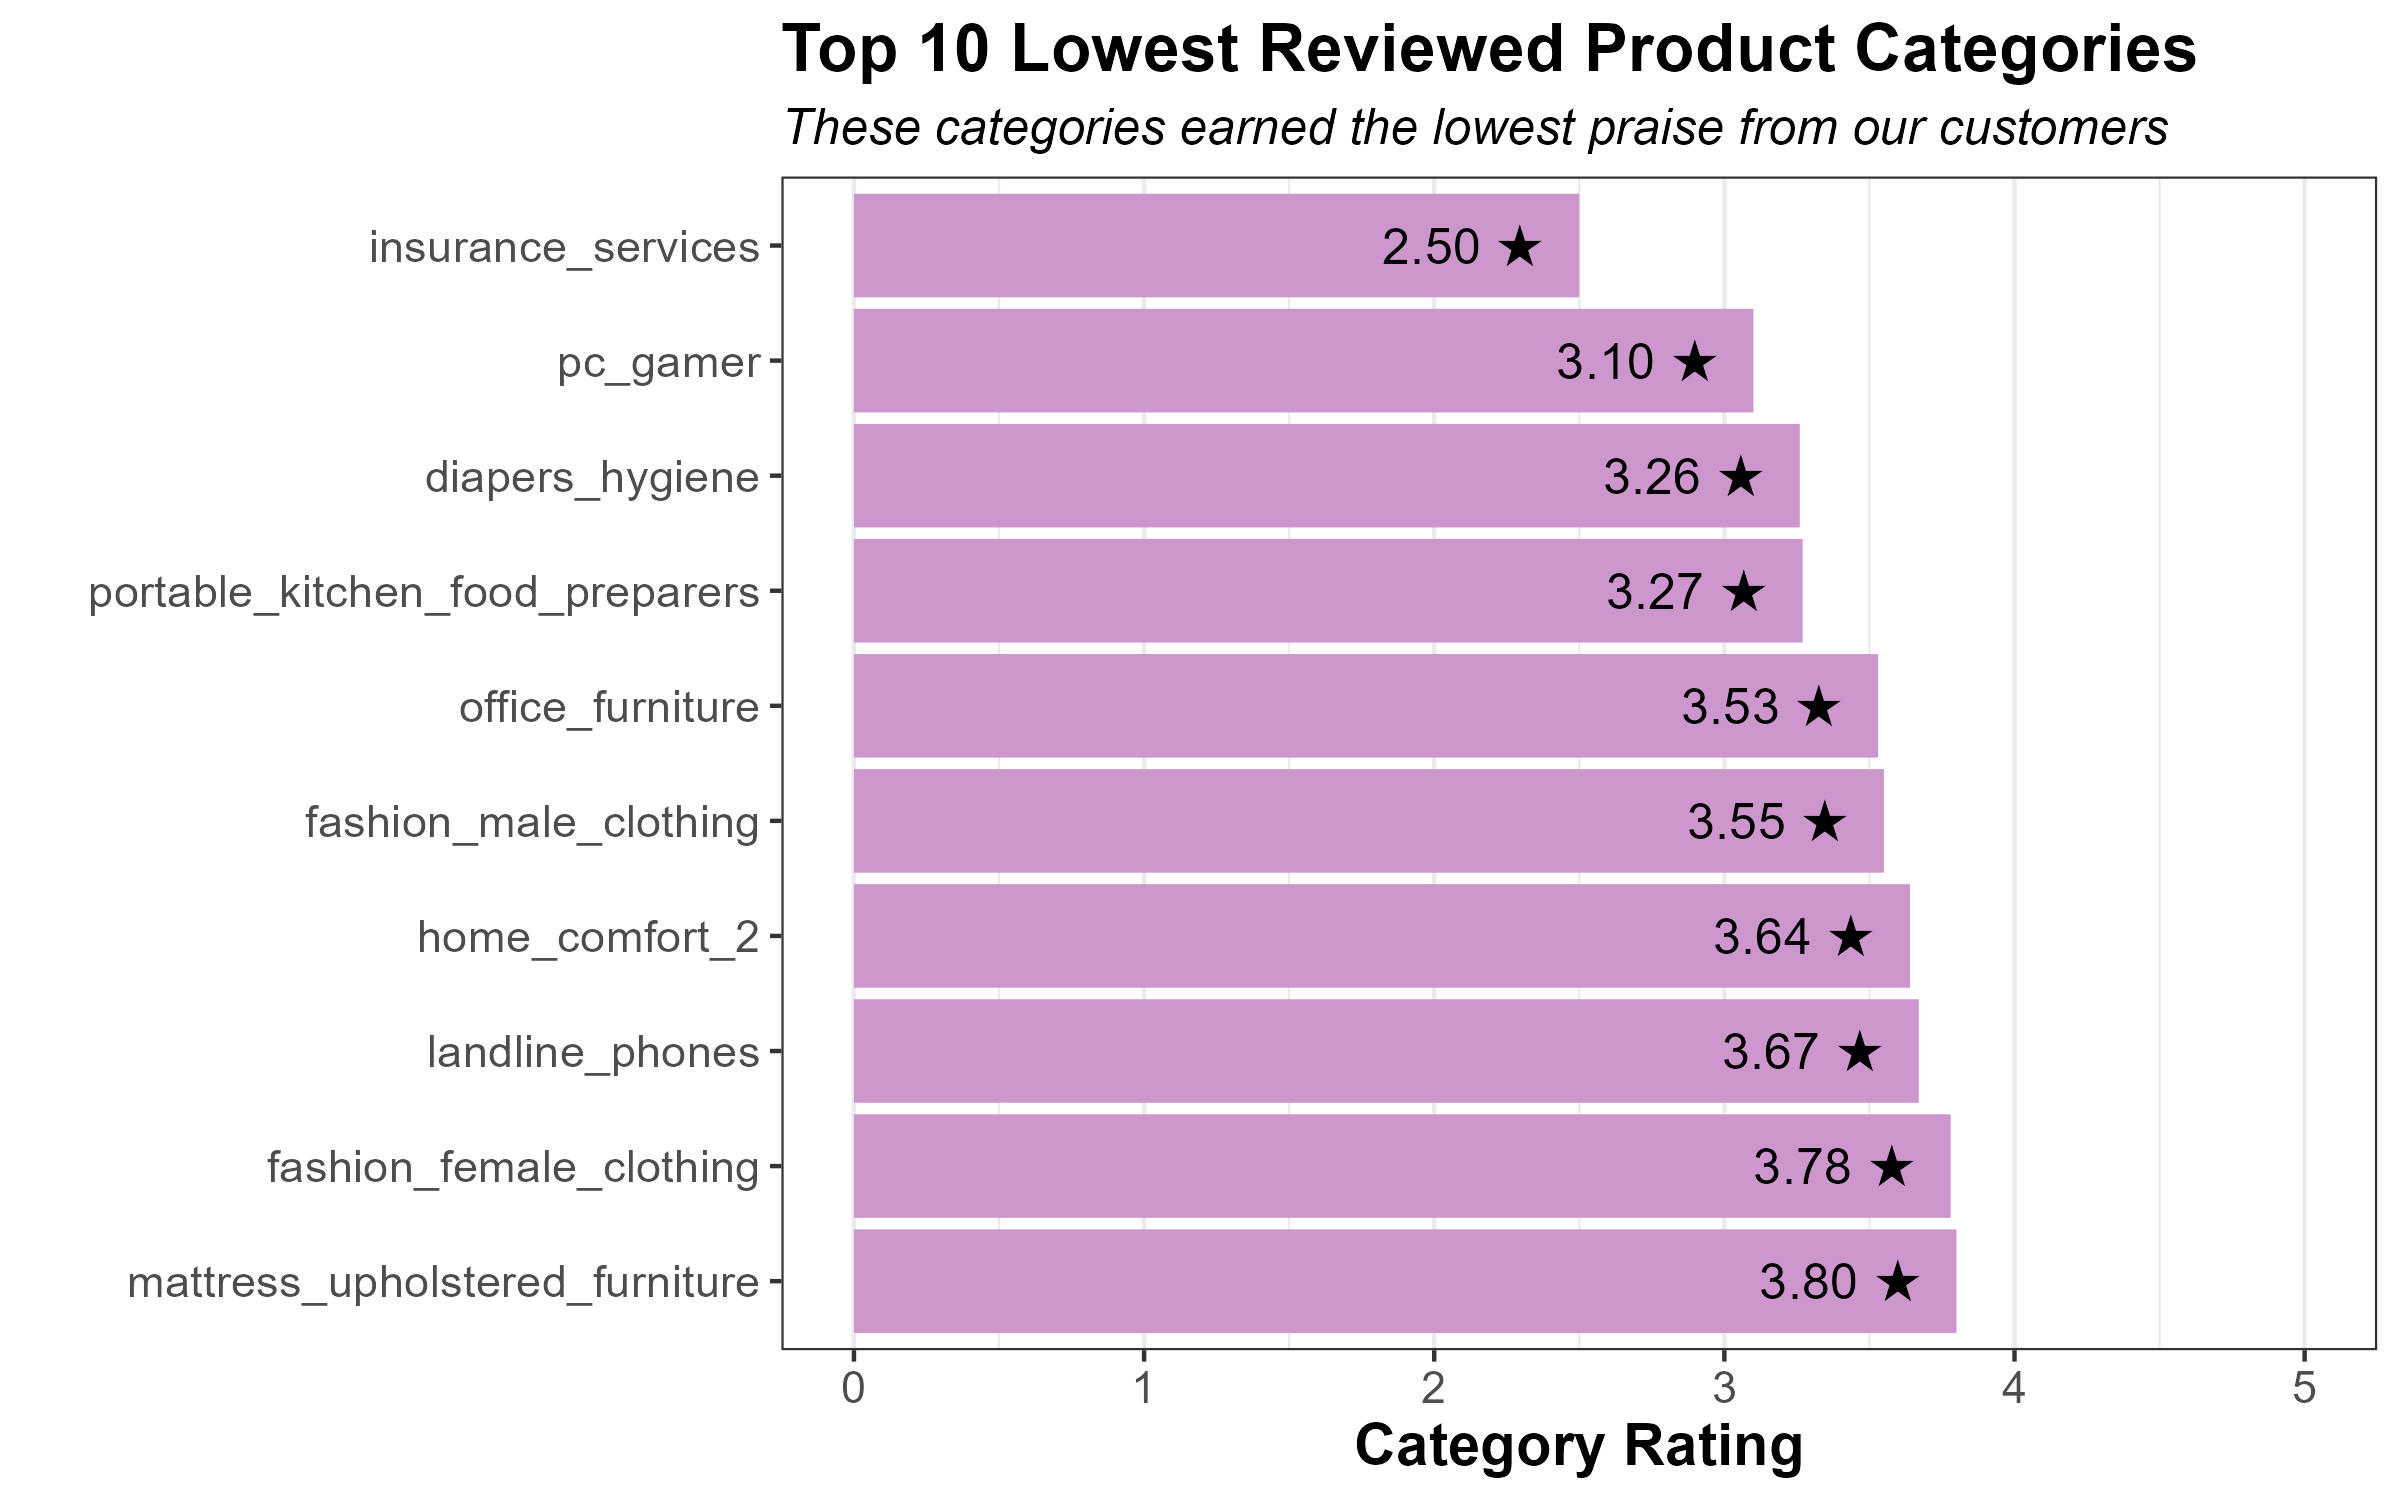 Top 10 Lowest Reviewed Product Categories
These categories earned the lowest praise from our customers
insurance_services 2.50 ★
pc_gamer 3.10 ★
diapers_hygiene 3.26 ★
portable_kitchen_food_preparers 3.27 ★
office_furniture 3.53 ★
fashion_male_clothing 3.55 ★
home_comfort_2 3.64 ★
landline_phones 3.67 ★
fashion_female_clothing 3.78 ★
mattress_upholstered_furniture 3.80 ★
0 1 2 3 4 5
Category Rating